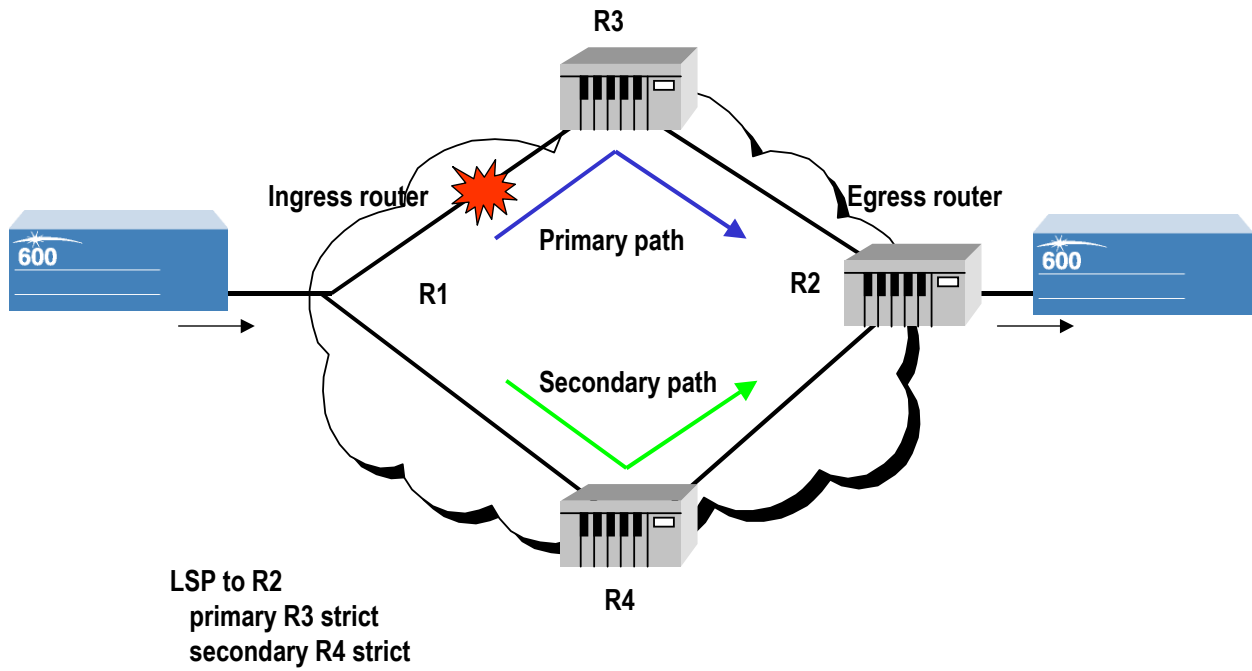 R3
Ingress router
Egress router
600
Primary path
600
R1
R2
Secondary path
LSP to R2
R4
primary R3 strict
secondary R4 strict